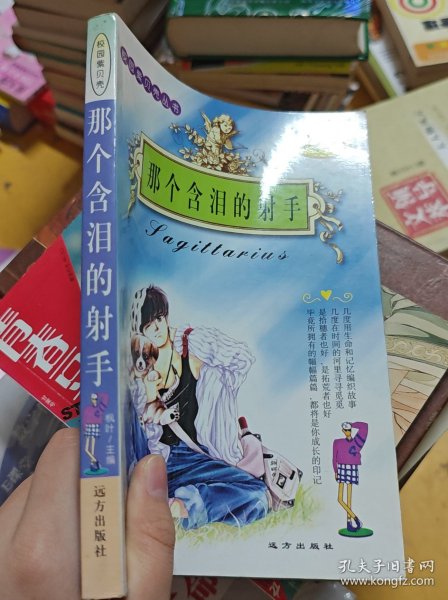 校园紫贝壳
那个含泪的射手
枫叶/主编
远方出版社
那个含泪的射手
Sagittarius
几度用生命和记忆编织故事
几度在时间的河里寻寻觅觅
是拾穗者也好，是拓荒者也好
毕竟所拥有的幅幅篇篇，都将是你成长的印记
远方出版社
青春
孔夫子旧书网
www.kongfz.com